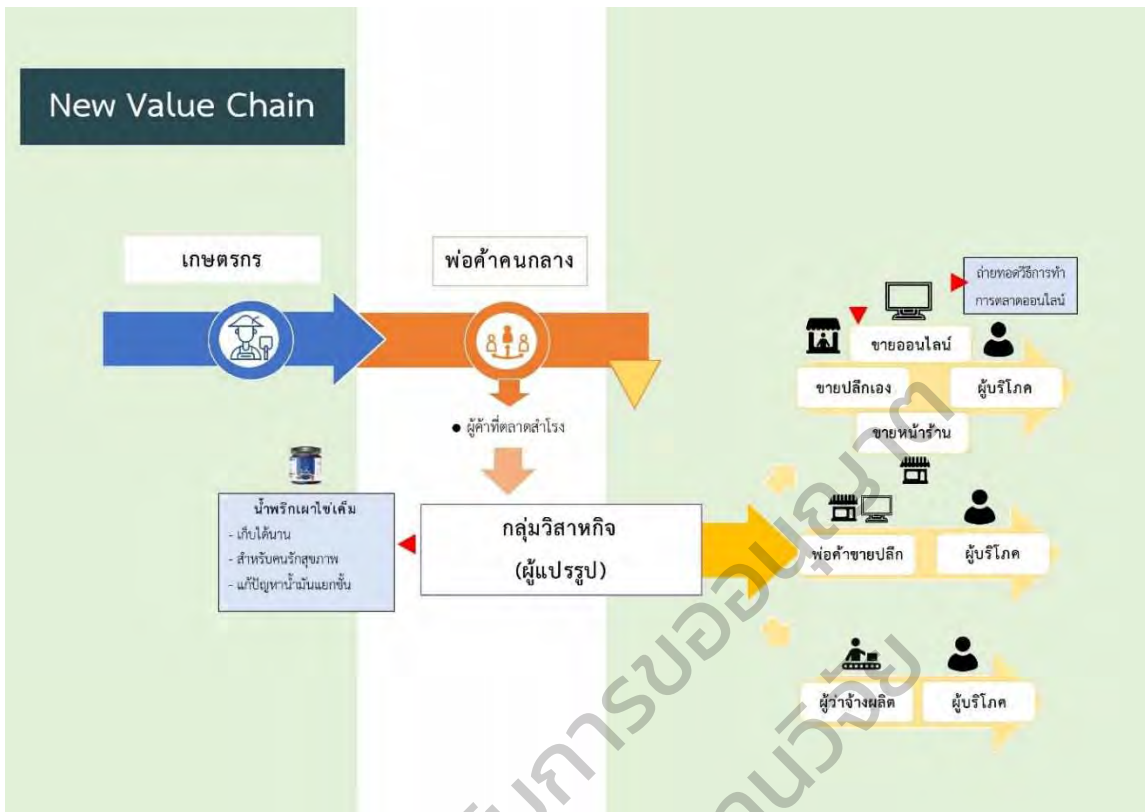 New Value Chain
เกษตรกร
พ่อค้าคนกลาง
● ผู้ค้าที่ตลาดสำโรง
น้ำพริกเผาไข่เค็ม
- เก็บได้นาน
- สำหรับคนรักสุขภาพ
- แก้ปัญหาน้ำมันแยกชั้น
กลุ่มวิสาหกิจ
(ผู้แปรรูป)
ถ่ายทอดวิธีการทำ
การตลาดออนไลน์
ขายออนไลน์
ขายปลีกเอง
ผู้บริโภค
ขายหน้าร้าน
พ่อค้าขายปลีก
ผู้บริโภค
ผู้ว่าจ้างผลิต
ผู้บริโภค